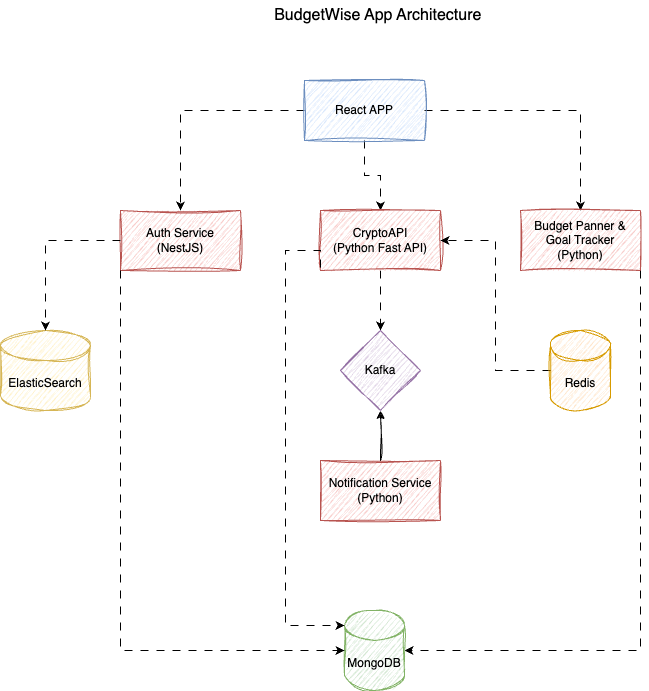 BudgetWise App Architecture
React APP
Auth Service
(NestJS)
CryptoAPI
(Python Fast API)
Budget Panner &
Goal Tracker
(Python)
ElasticSearch
Kafka
Redis
Notification Service
(Python)
MongoDB